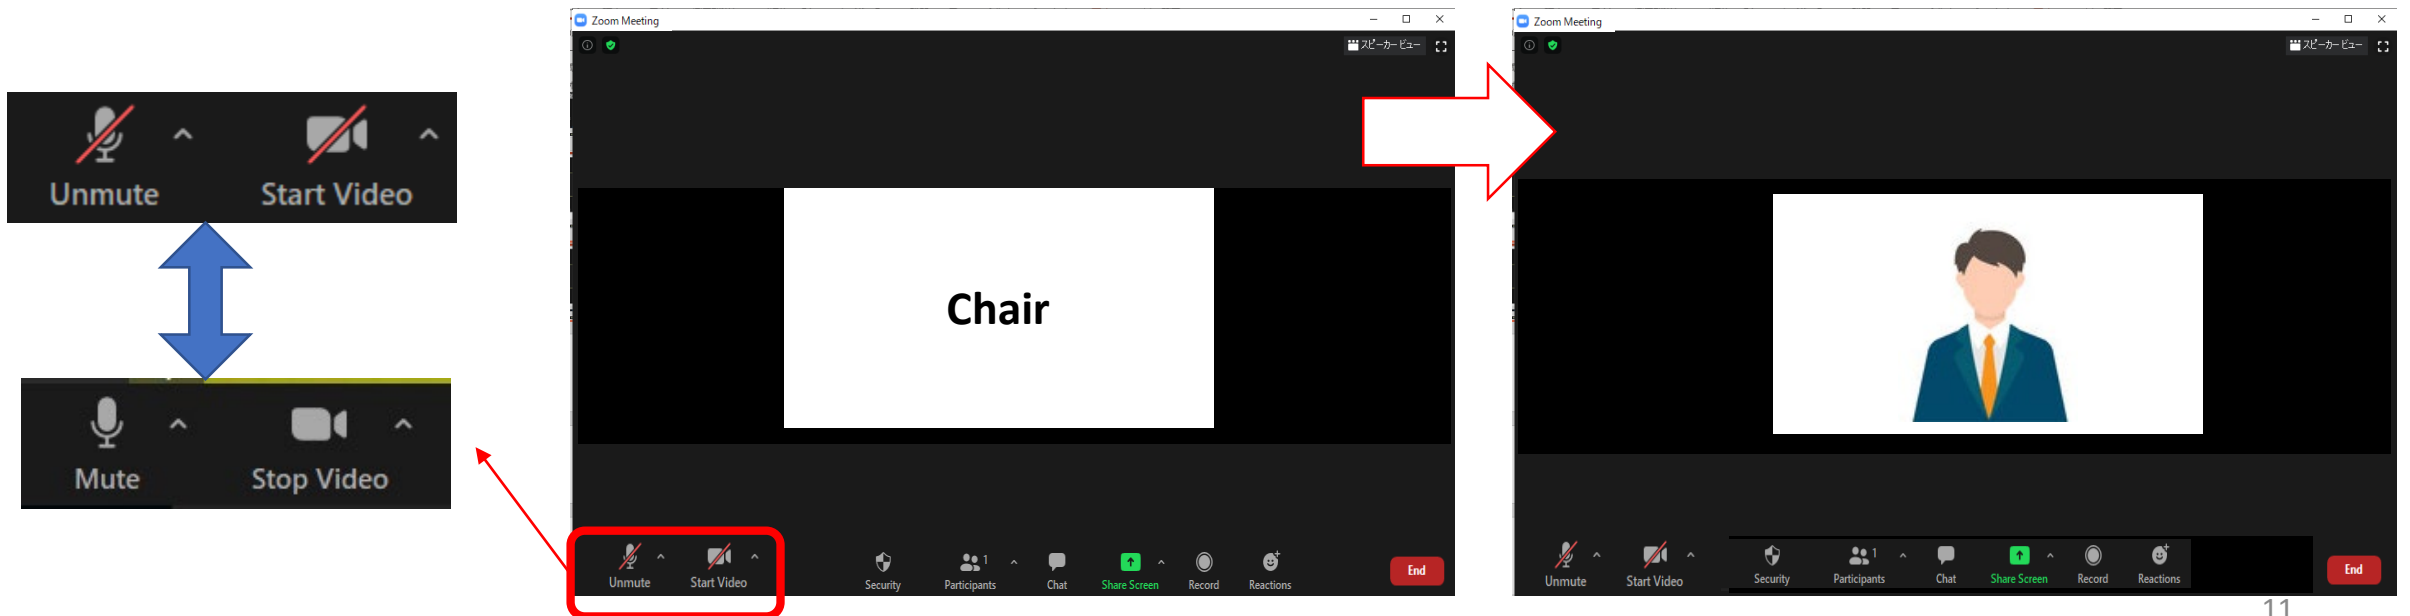 Unmute
Start Video
Mute
Stop Video
Zoom Meeting
スピーカー ビュー
Chair
Unmute
Start Video
Security
1
Participants
Chat
Share Screen
Record
Reactions
End
Zoom Meeting
スピーカー ビュー
Unmute
Start Video
Security
1
Participants
Chat
Share Screen
Record
Reactions
End
11